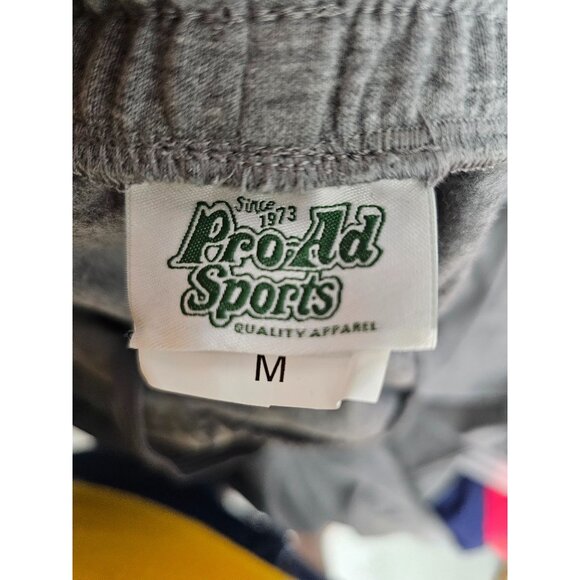 Since
1973
Pro-Ad
Sports
QUALITY APPAREL
M